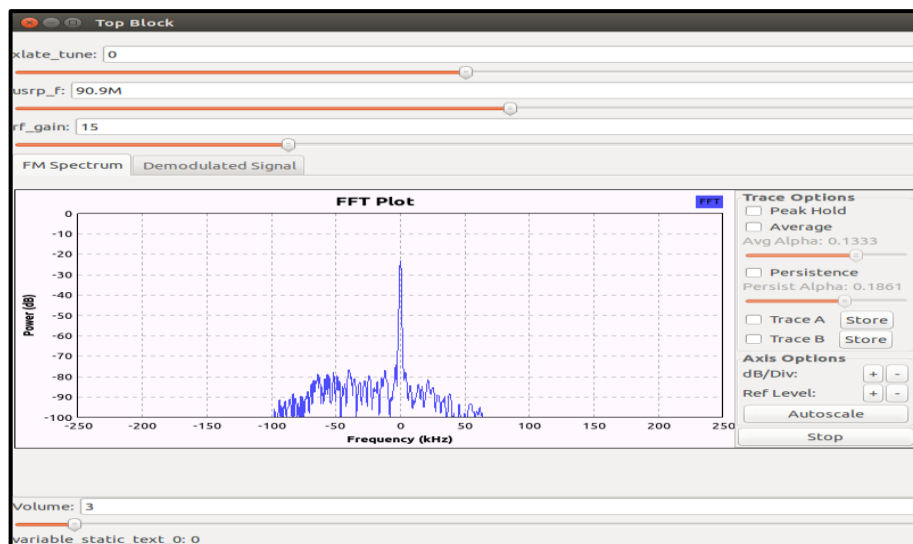 Top Block
xlate_tune: 0
usrp_f: 90.9M
rf_gain: 15
FM Spectrum Demodulated Signal
FFT Plot
FFT
Power (dB)
0
-10
-20
-30
-40
-50
-60
-70
-80
-90
-100
-250 -200 -150 -100 -50 0 50 100 150 200 250
Frequency (kHz)
Trace Options
Peak Hold
Average
Avg Alpha: 0.1333
Persistence
Persist Alpha: 0.1861
Trace A Store
Trace B Store
Axis Options
dB/Div: + -
Ref Level: + -
Autoscale
Stop
Volume: 3
variable_static_text_0: 0